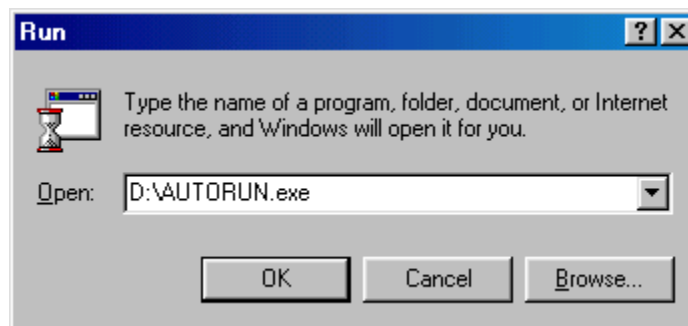 Run
Type the name of a program, folder, document, or Internet
resource, and Windows will open it for you.
Open: D:\AUTORUN.exe
OK Cancel Browse...